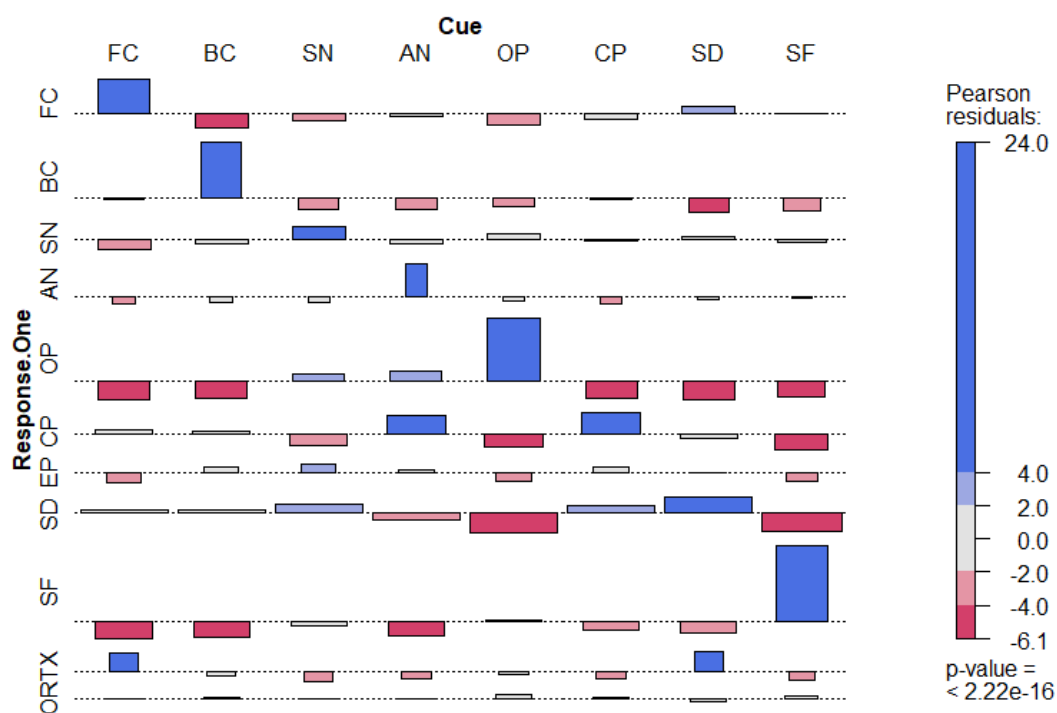 Cue
FC BC SN AN OP CP SD SF
Response.One
FC
BC
SN
AN
OP
CP
EP
SD
SF
TX
OR
Pearson
residuals:
24.0
4.0
2.0
0.0
-2.0
-4.0
-6.1
p-value =
< 2.22e-16